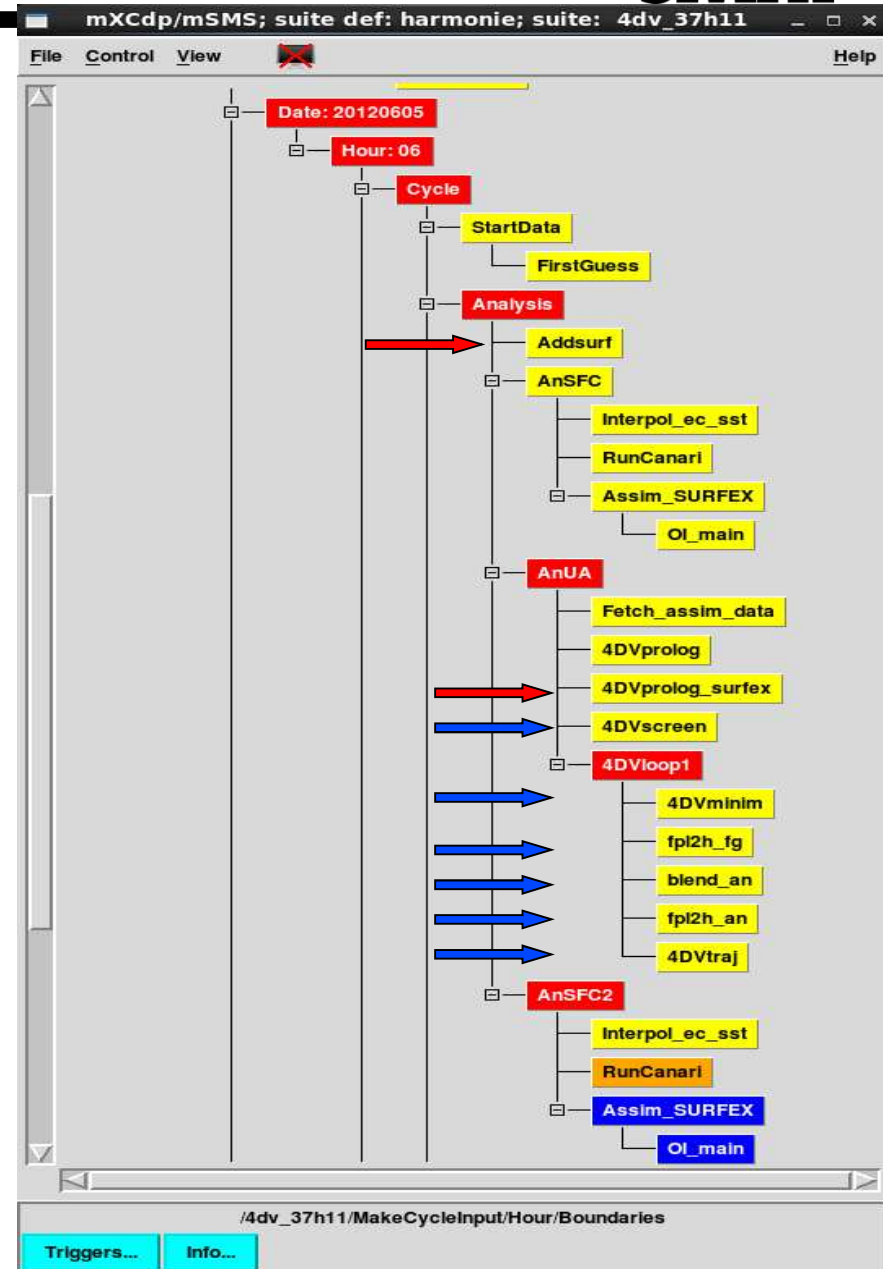 mXCdp/mSMS; suite def: harmonie; suite: 4dv_37h11
File Control View Help
Date: 20120605
Hour: 06
Cycle
StartData
FirstGuess
Analysis
Addsurf
AnSFC
Interpol_ec_sst
RunCanari
Assim_SURFEX
OI_main
AnUA
Fetch_assim_data
4DVprolog
4DVprolog_surfex
4DVscreen
4DVloop1
4DVminim
fpl2h_fg
blend_an
fpl2h_an
4DVtraj
AnSFC2
Interpol_ec_sst
RunCanari
Assim_SURFEX
OI_main
/4dv_37h11/MakeCycleInput/Hour/Boundaries
Triggers... Info...